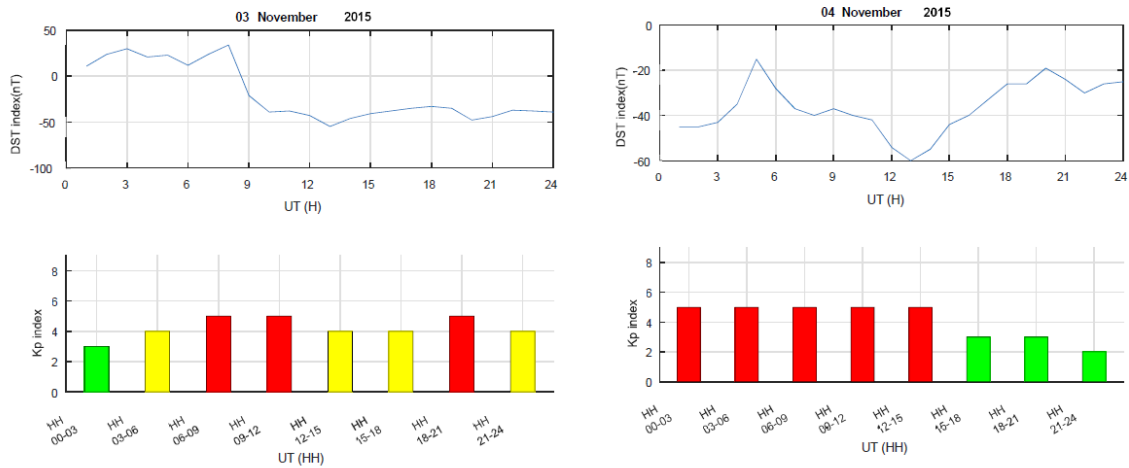 03 November 2015
DST index(nT)
50
0
-50
-100
0 3 6 9 12 15 18 21 24
UT (H)
04 November 2015
DST index(nT)
0
-20
-40
-60
0 3 6 9 12 15 18 21 24
UT (H)
Kp index
8
6
4
2
0
HH 00-03
HH 03-06
HH 06-09
HH 09-12
HH 12-15
HH 15-18
HH 18-21
HH 21-24
UT (HH)
Kp index
8
6
4
2
0
HH 00-03
HH 03-06
HH 06-09
HH 09-12
HH 12-15
HH 15-18
HH 18-21
HH 21-24
UT (HH)